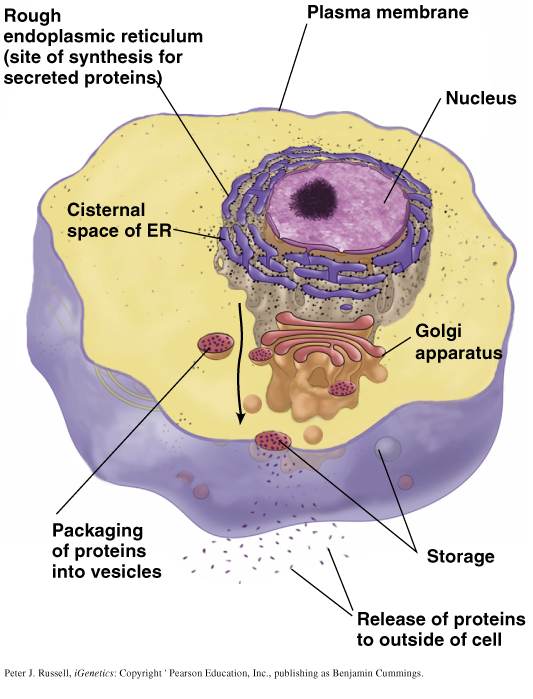 Rough
endoplasmic reticulum
(site of synthesis for
secreted proteins)
Plasma membrane
Nucleus
Cisternal
space of ER
Golgi
apparatus
Packaging
of proteins
into vesicles
Storage
Release of proteins
to outside of cell
Peter J. Russell, iGenetics: Copyright ' Pearson Education, Inc., publishing as Benjamin Cummings.